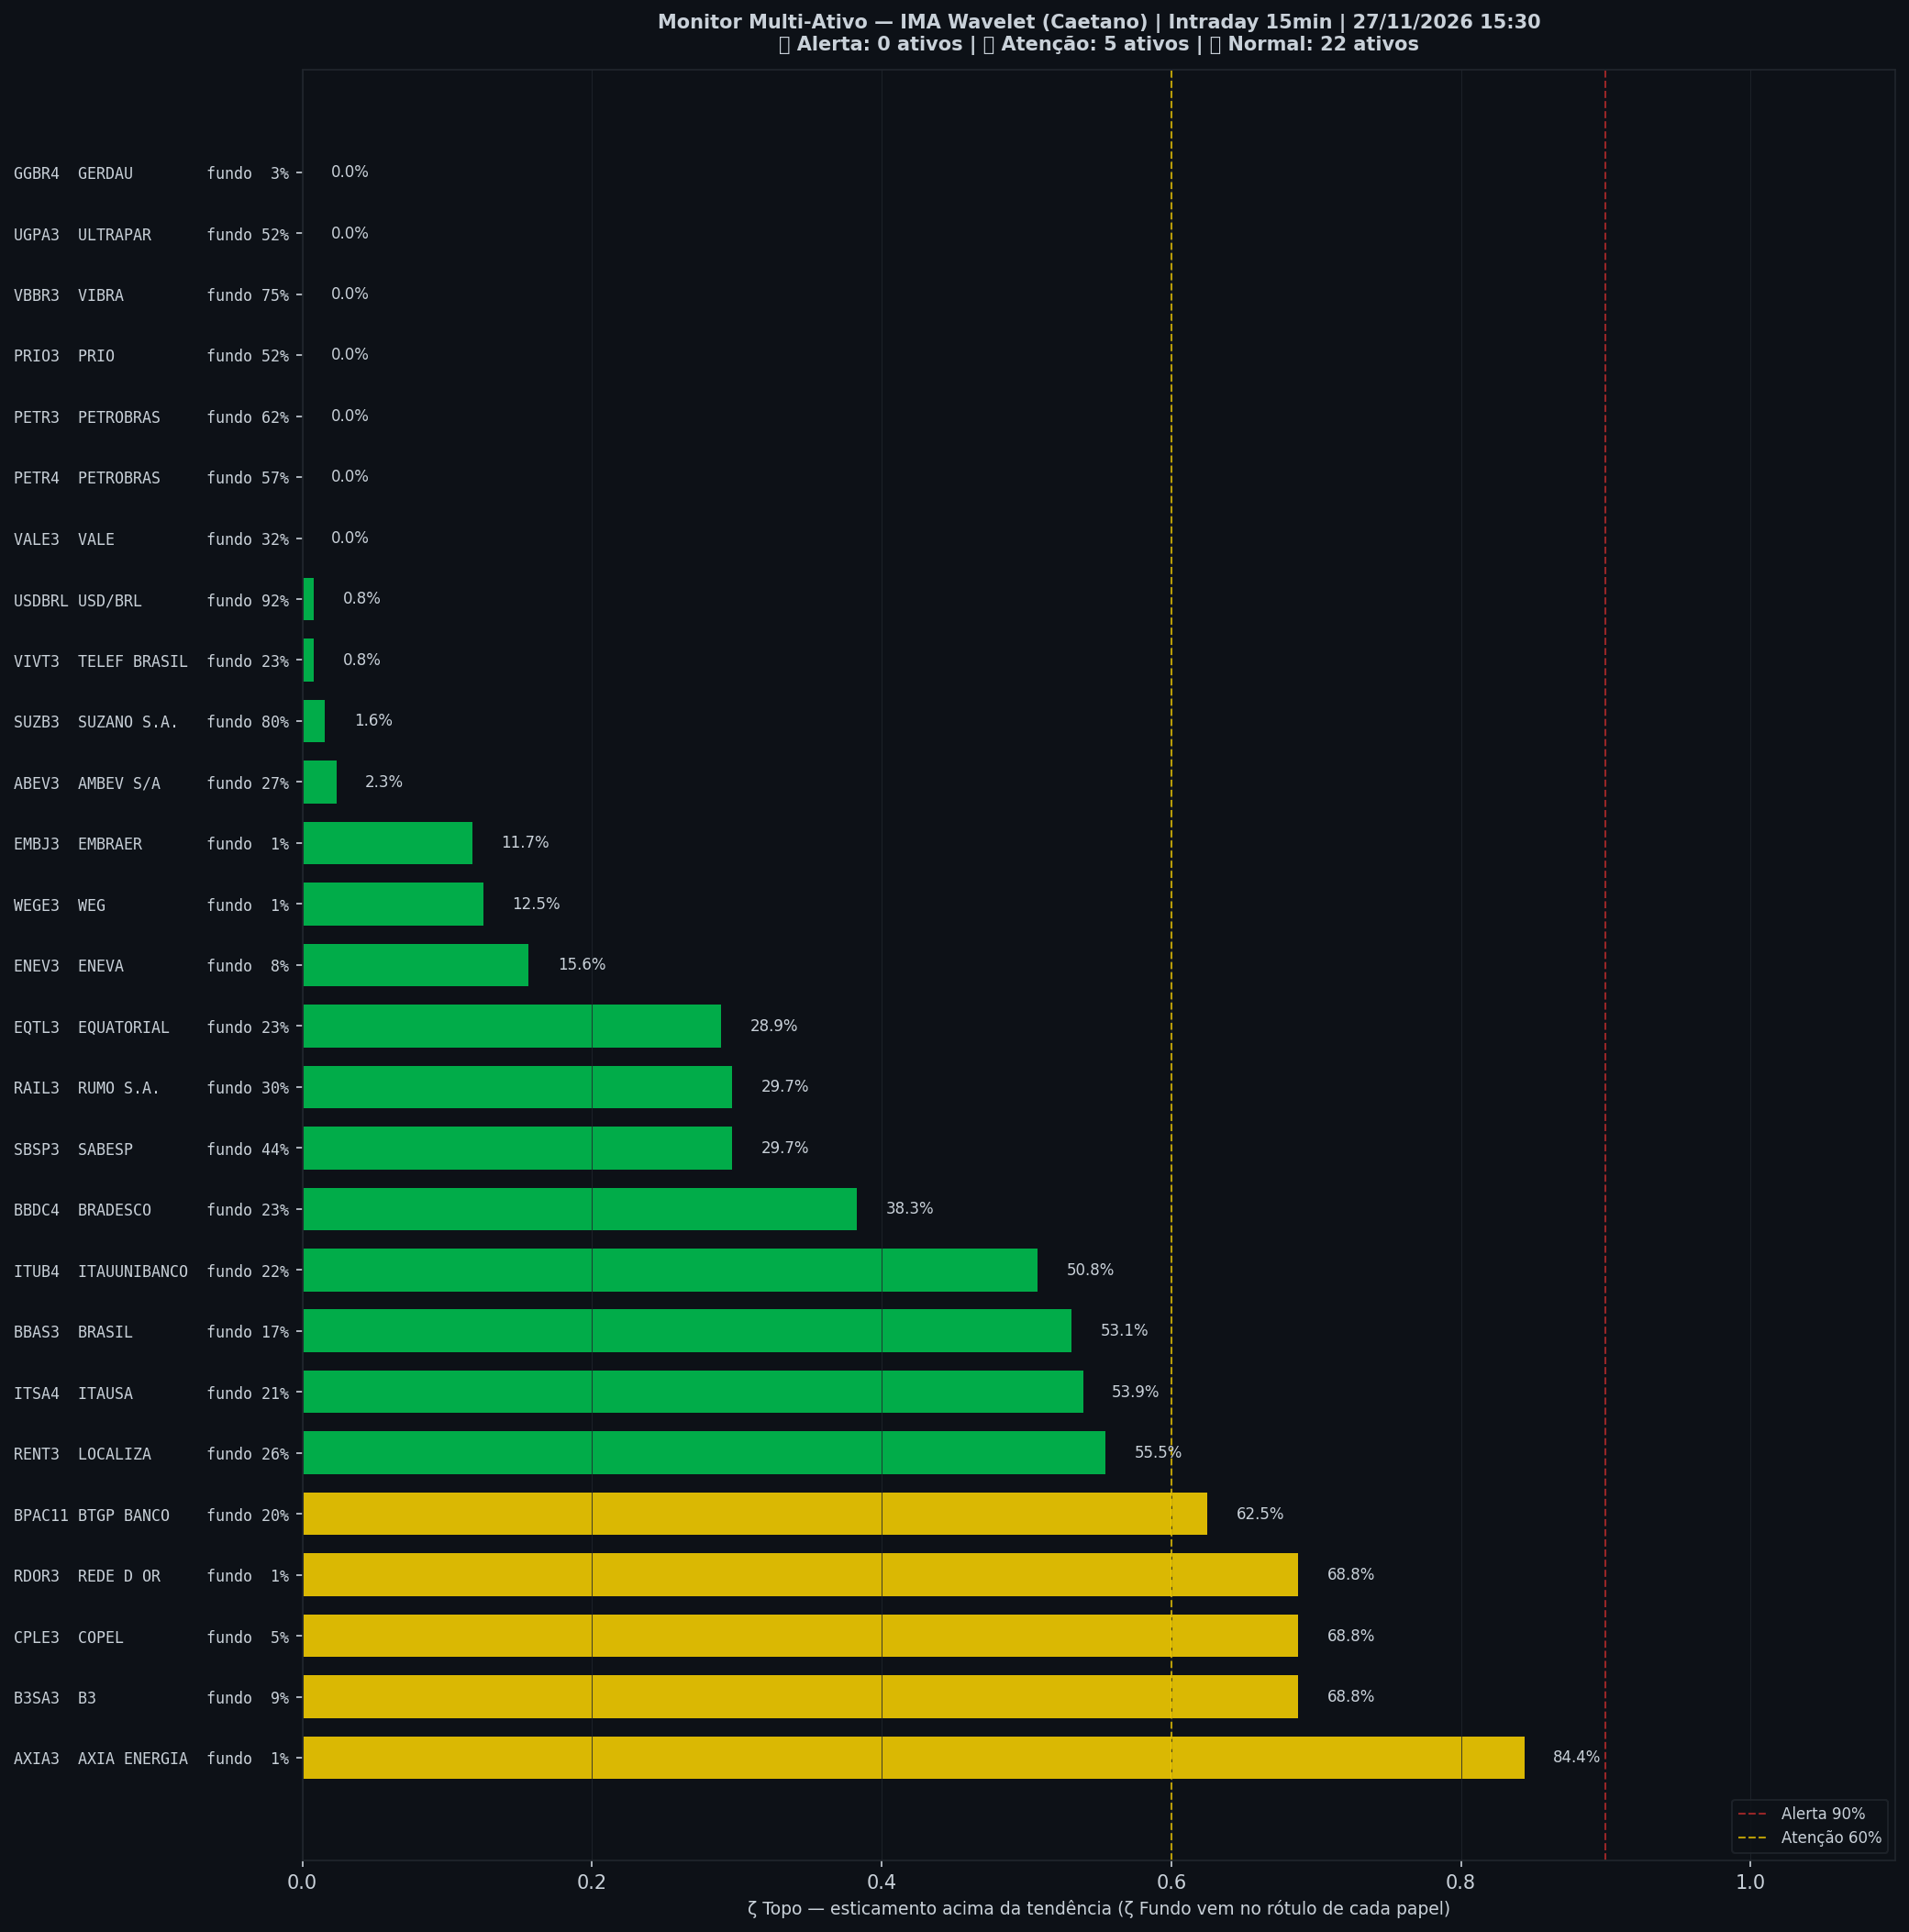 Monitor Multi-Ativo — IMA Wavelet (Caetano) | Intraday 15min | 27/11/2026 15:30
Alerta: 0 ativos | Atenção: 5 ativos | Normal: 22 ativos
GGBR4 GERDAU fundo 3% 0.0%
UGPA3 ULTRAPAR fundo 52% 0.0%
VBBR3 VIBRA fundo 75% 0.0%
PRIO3 PRIO fundo 52% 0.0%
PETR3 PETROBRAS fundo 62% 0.0%
PETR4 PETROBRAS fundo 57% 0.0%
VALE3 VALE fundo 32% 0.0%
USDBRL USD/BRL fundo 92% 0.8%
VIVT3 TELEF BRASIL fundo 23% 0.8%
SUZB3 SUZANO S.A. fundo 80% 1.6%
ABEV3 AMBEV S/A fundo 27% 2.3%
EMBJ3 EMBRAER fundo 1% 11.7%
WEGE3 WEG fundo 1% 12.5%
ENEV3 ENEVA fundo 8% 15.6%
EQTL3 EQUATORIAL fundo 23% 28.9%
RAIL3 RUMO S.A. fundo 30% 29.7%
SBSP3 SABESP fundo 44% 29.7%
BBDC4 BRADESCO fundo 23% 38.3%
ITUB4 ITAUUNIBANCO fundo 22% 50.8%
BBAS3 BRASIL fundo 17% 53.1%
ITSA4 ITAUSA fundo 21% 53.9%
RENT3 LOCALIZA fundo 26% 55.5%
BPAC11 BTGP BANCO fundo 20% 62.5%
RDOR3 REDE D OR fundo 1% 68.8%
CPLE3 COPEL fundo 5% 68.8%
B3SA3 B3 fundo 9% 68.8%
AXIA3 AXIA ENERGIA fundo 1% 84.4%
Alerta 90%
Atenção 60%
0.0 0.2 0.4 0.6 0.8 1.0
ζ Topo — esticamento acima da tendência (ζ Fundo vem no rótulo de cada papel)